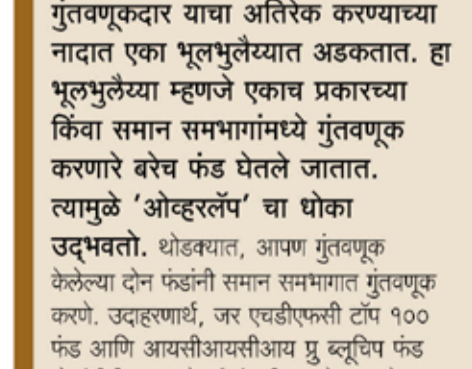 गुंतवणूकदार याचा अतिरेक करण्याच्या
नादात एका भूलभुलैय्यात अडकतात. हा
भूलभुलैय्या म्हणजे एकाच प्रकारच्या
किंवा समान समभागांमध्ये गुंतवणूक
करणारे बरेच फंड घेतले जातात.
त्यामुळे ‘ओव्हरलॅप’ चा धोका
उद्‌भवतो. थोडक्यात, आपण गुंतवणूक
केलेल्या दोन फंडांनी समान समभागात गुंतवणूक
करणे. उदाहरणार्थ, जर एचडीएफसी टॉप १००
फंड आणि आयसीआयसीआय प्रु ब्लूचिप फंड